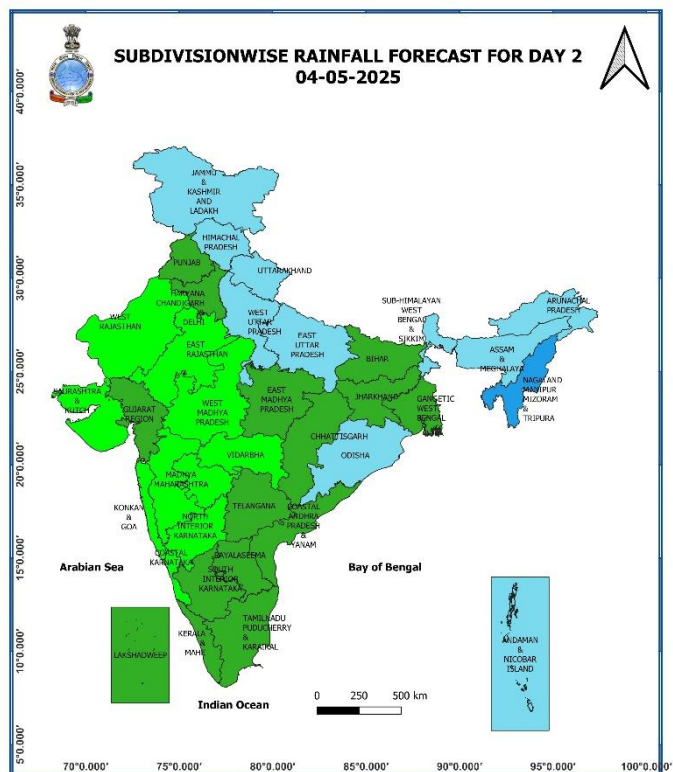 SUBDIVISIONWISE RAINFALL FORECAST FOR DAY 2
04-05-2025
40°0.000'
35°0.000'
30°0.000'
25°0.000'
20°0.000'
15°0.000'
10°0.000'
5°0.000'
JAMMU
&
KASHMIR
AND
LADAKH
HIMACHAL
PRADESH
PUNJAB
UTTARAKHAND
HARYANA
CHANDIGARH
&
DELHI
WEST
RAJASTHAN
WEST
UTTAR
PRADESH
EAST
UTTAR
PRADESH
SUB-HIMALAYAN
WEST
BENGAL
&
SIKKIM
ARUNACHAL
PRADESH
EAST
RAJASTHAN
ASSAM
&
MEGHALAYA
BIHAR
NAGALAND
MANIPUR
MIZORAM
&
TRIPURA
SAURASHTRA
&
KUTCH
GUJARAT
REGION
WEST
MADHYA
PRADESH
EAST
MADHYA
PRADESH
JHARKHAND
GANGETIC
WEST
BENGAL
CHHATTISGARH
ODISHA
VIDARBHA
MADHYA
MAHARASHTRA
KONKAN
&
GOA
TELANGANA
COASTAL
ANDHRA
PRADESH
&
YANAM
NORTH
INTERIOR
KARNATAKA
COASTAL
KARNATAKA
RAYALASEEMA
SOUTH
INTERIOR
KARNATAKA
Arabian Sea
Bay of Bengal
TAMILNADU
PUDUCHERRY
&
KARAIKAL
KERALA
&
MAHE
LAKSHADWEEP
ANDAMAN
&
NICOBAR
ISLAND
Indian Ocean
0 250 500 km
70°0.000' 75°0.000' 80°0.000' 85°0.000' 90°0.000' 95°0.000' 100°0.000'